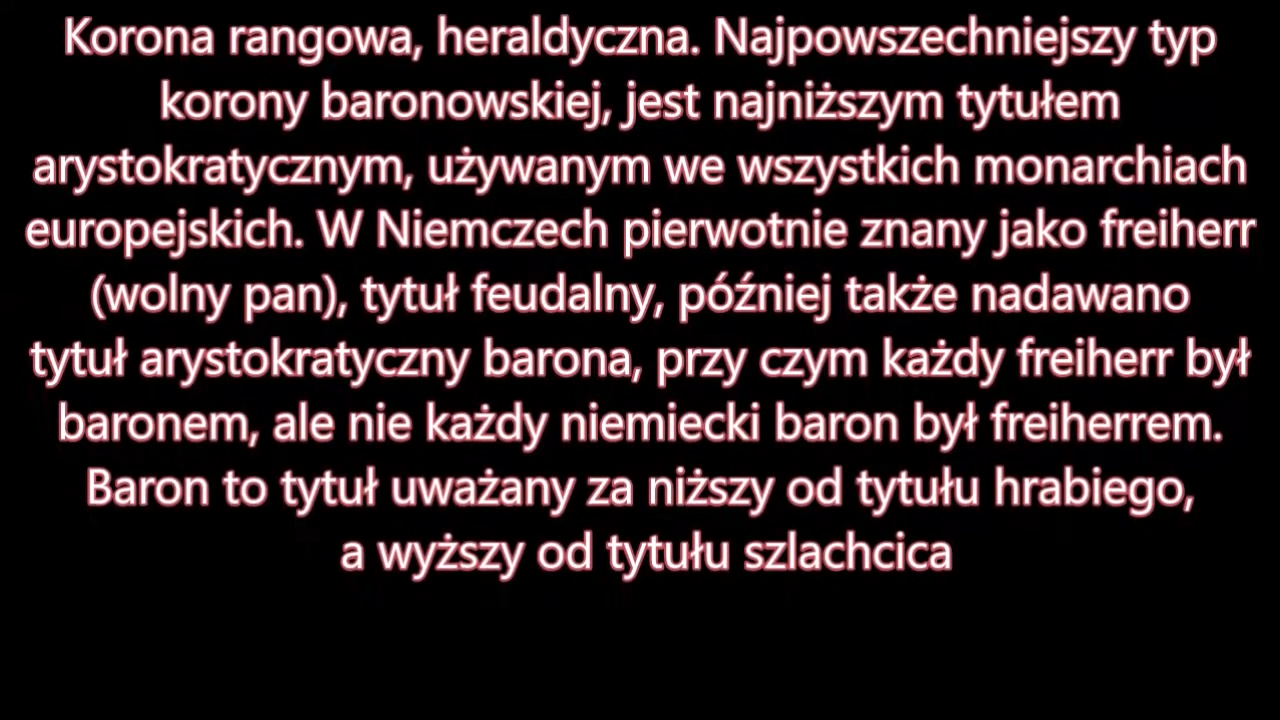 Korona rangowa, heraldyczna. Najpowszechniejszy typ
korony baronowskiej, jest najniższym tytułem
arystokratycznym, używanym we wszystkich monarchiach
europejskich. W Niemczech pierwotnie znany jako freiherr
(wolny pan), tytuł feudalny, później także nadawano
tytuł arystokratyczny barona, przy czym każdy freiherr był
baronem, ale nie każdy niemiecki baron był freiherrem.
Baron to tytuł uważany za niższy od tytułu hrabiego,
a wyższy od tytułu szlachcica